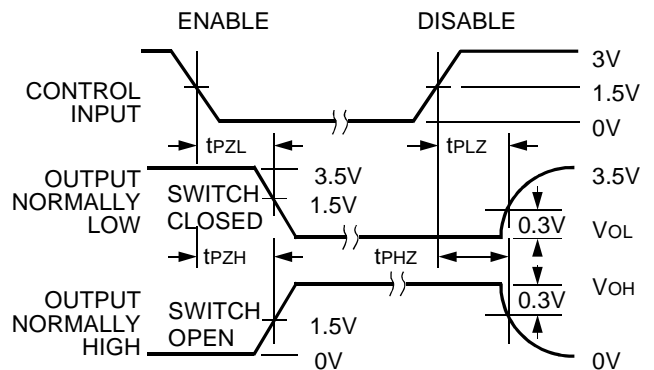 ENABLE DISABLE
3V
CONTROL
INPUT
1.5V
0V
tPZL tPLZ
OUTPUT
NORMALLY
LOW
SWITCH
CLOSED
3.5V
1.5V
3.5V
0.3V
VOL
tPZH tPHZ
OUTPUT
NORMALLY
HIGH
SWITCH
OPEN
1.5V
0V
VOH
0.3V
0V